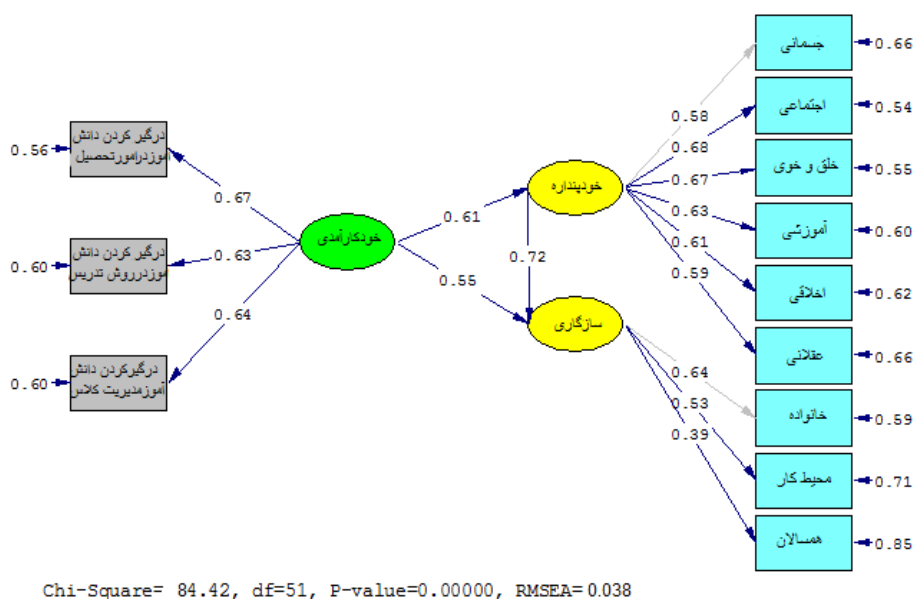 جسمانی
0.66
اجتماعی
0.54
خلق و خوی
0.55
آموزشی
0.60
اخلاقی
0.62
عقلانی
0.66
خانواده
0.59
محیط کار
0.71
همسالان
0.85
0.58
0.68
0.67
0.63
0.61
0.59
خودپنداره
0.61
0.72
0.55
سازگاری
0.64
0.53
0.39
خودکارآمدی
0.67
0.63
0.64
درگیر کردن دانش
آموزدرامورتحصیل
0.56
درگیر کردن دانش
آموزدرروش تدریس
0.60
درگیرکردن دانش
آموزمدیریت کلاس
0.60
Chi-Square= 84.42, df=51, P-value=0.00000, RMSEA=0.038